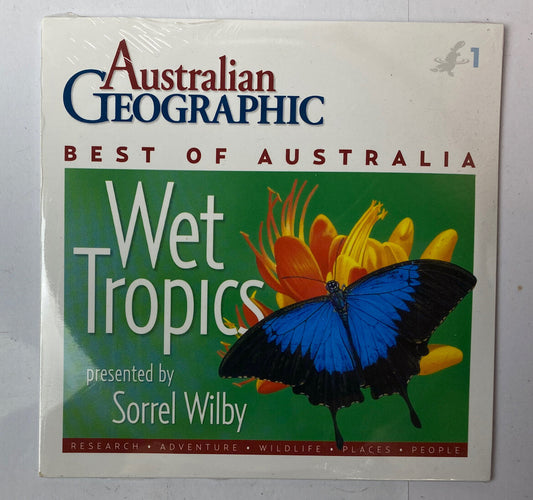 Australian
GEOGRAPHIC
1
BEST OF AUSTRALIA
Wet
Tropics
presented by
Sorrel Wilby
RESEARCH • ADVENTURE • WILDLIFE • PLACES • PEOPLE